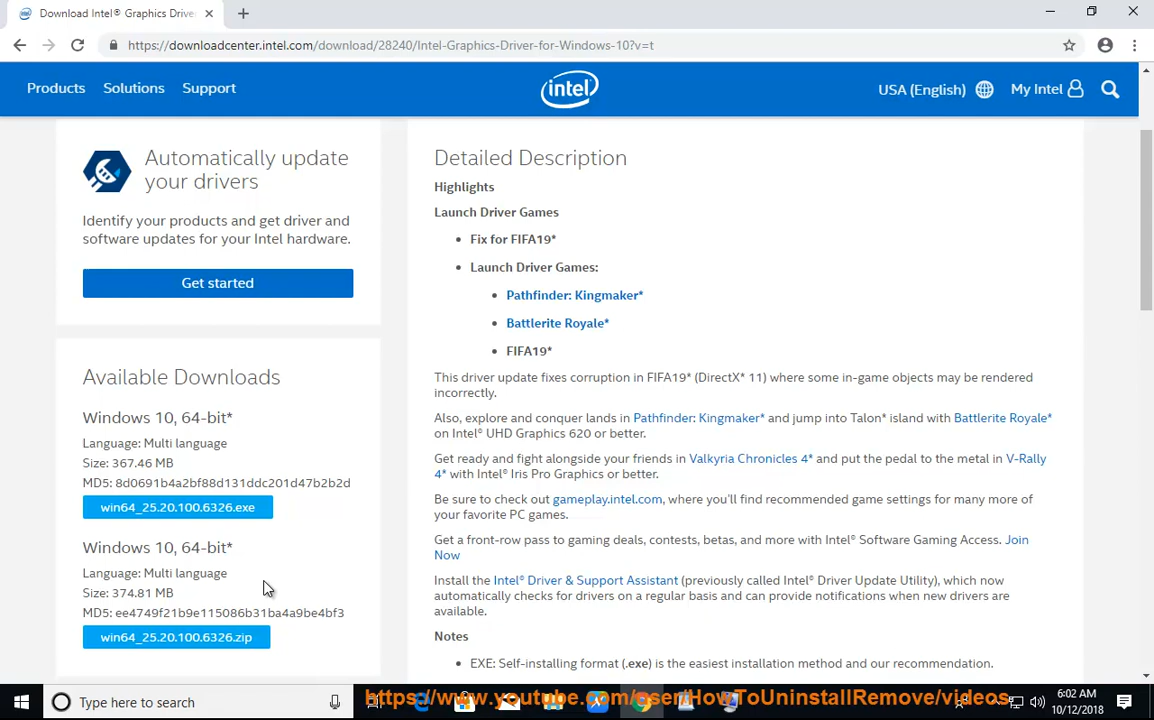 Download Intel® Graphics Drive
https://downloadcenter.intel.com/download/28240/Intel-Graphics-Driver-for-Windows-10?v=t
Products
Solutions
Support
intel
USA (English)
My Intel
Automatically update
your drivers
Identify your products and get driver and
software updates for your Intel hardware.
Get started
Available Downloads
Windows 10, 64-bit*
Language: Multi language
Size: 367.46 MB
MD5: 8d0691b4a2bf88d131ddc201d47b2b2d
win64_25.20.100.6326.exe
Windows 10, 64-bit*
Language: Multi language
Size: 374.81 MB
MD5: ee4749f21b9e115086b31ba4a9be4bf3
win64_25.20.100.6326.zip
Detailed Description
Highlights
Launch Driver Games
• Fix for FIFA19*
• Launch Driver Games:
• Pathfinder: Kingmaker*
• Battlerite Royale*
• FIFA19*
This driver update fixes corruption in FIFA19* (DirectX* 11) where some in-game objects may be rendered
incorrectly.
Also, explore and conquer lands in Pathfinder: Kingmaker* and jump into Talon* island with Battlerite Royale*
on Intel® UHD Graphics 620 or better.
Get ready and fight alongside your friends in Valkyria Chronicles 4* and put the pedal to the metal in V-Rally
4* with Intel® Iris Pro Graphics or better.
Be sure to check out gameplay.intel.com, where you'll find recommended game settings for many more of
your favorite PC games.
Get a front-row pass to gaming deals, contests, betas, and more with Intel® Software Gaming Access. Join
Now
Install the Intel® Driver & Support Assistant (previously called Intel® Driver Update Utility), which now
automatically checks for drivers on a regular basis and can provide notifications when new drivers are
available.
Notes
• EXE: Self-installing format (.exe) is the easiest installation method and our recommendation.
Type here to search
https://www.youtube.com/user/HowToUninstallRemove/videos
6:02 AM
10/12/2018